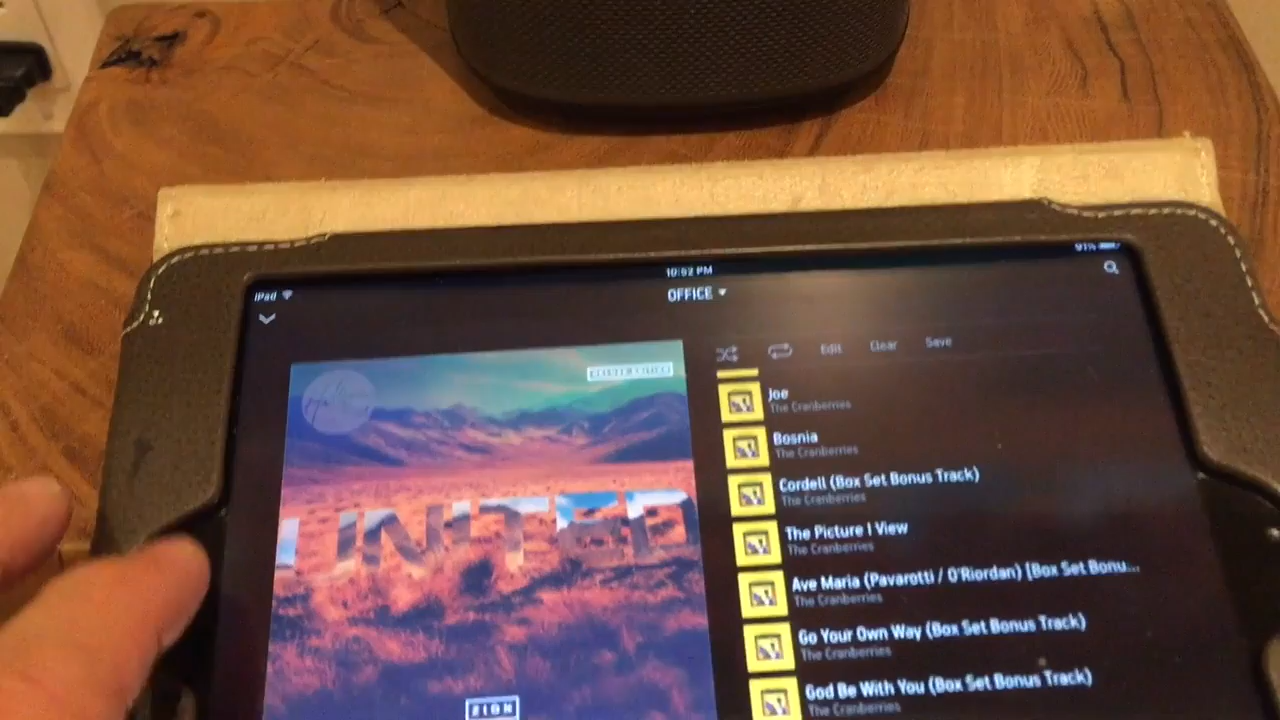 iPad
10:52 PM
91%
OFFICE
Edit Clear Save
UNITED
ZION
Joe
The Cranberries
Bosnia
The Cranberries
Cordell (Box Set Bonus Track)
The Cranberries
The Picture I View
The Cranberries
Ave Maria (Pavarotti / O'Riordan) [Box Set Bonu...
The Cranberries
Go Your Own Way (Box Set Bonus Track)
The Cranberries
God Be With You (Box Set Bonus Track)
The Cranberries